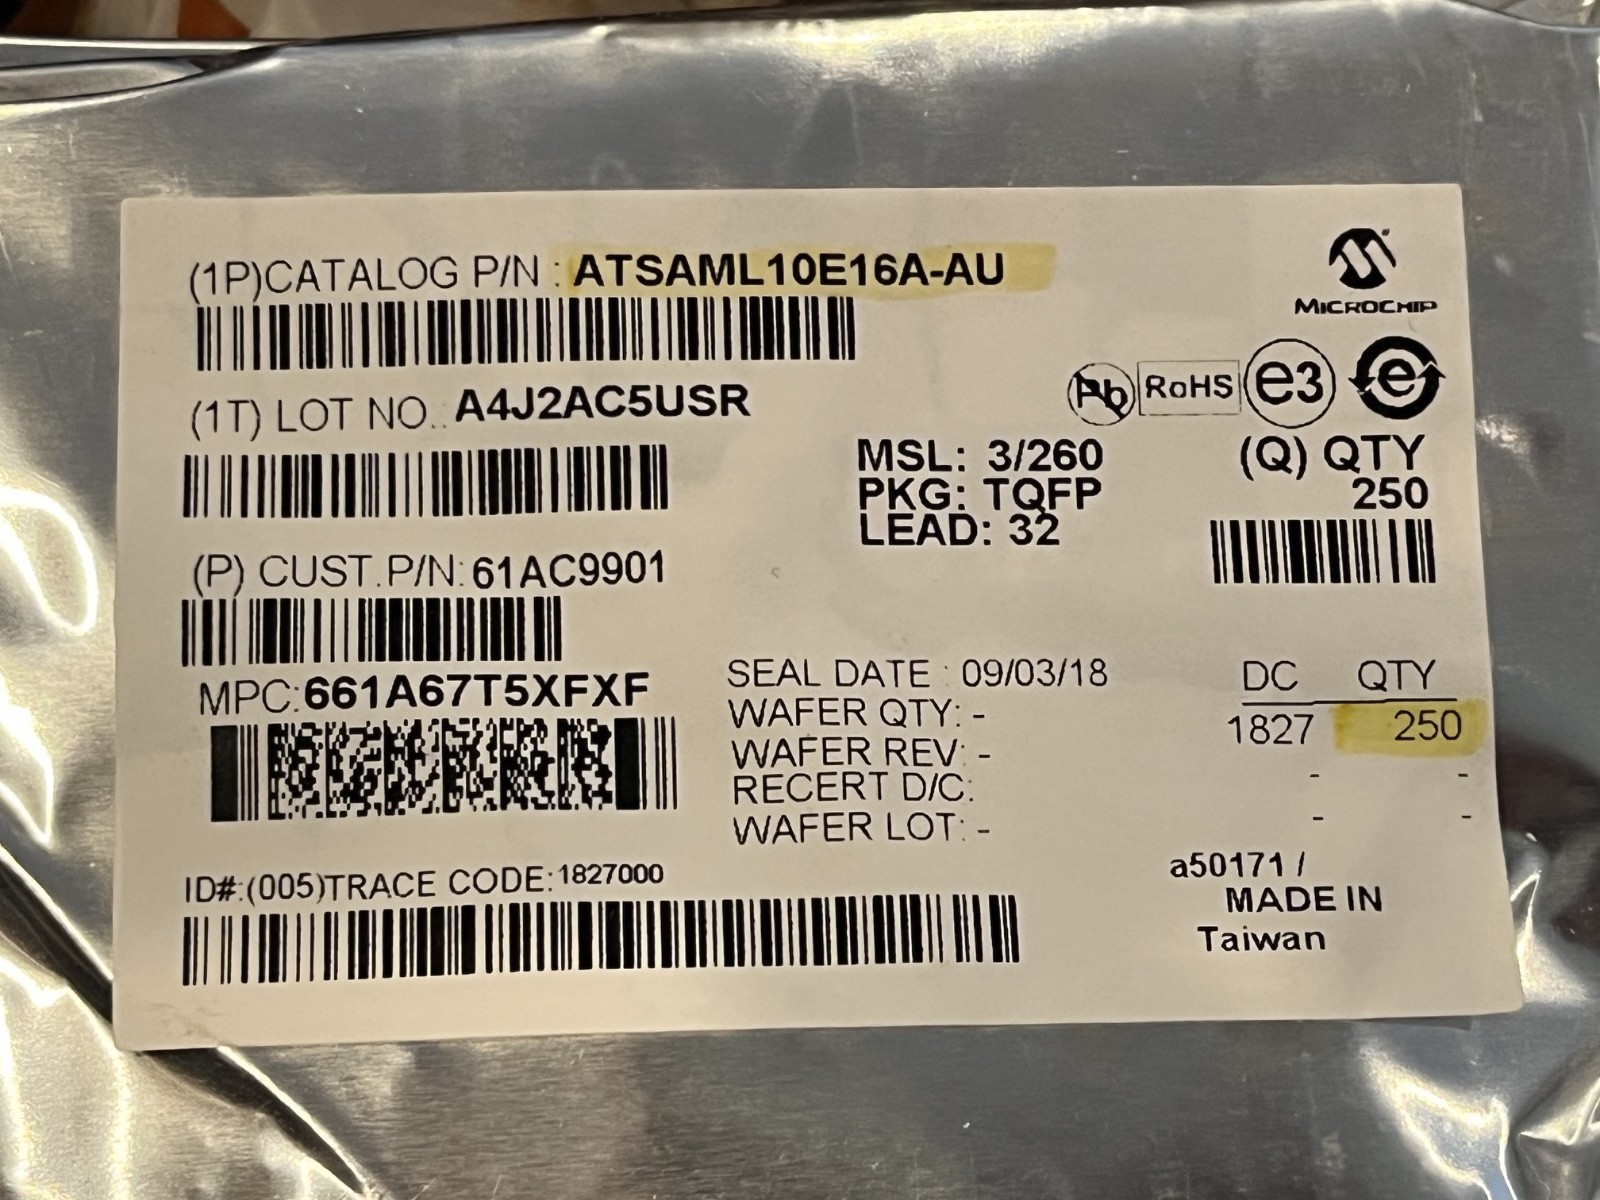 (1P)CATALOG P/N : ATSAML10E16A-AU
MICROCHIP
(1T) LOT NO.: A4J2AC5USR
Pb RoHS e3 e
MSL: 3/260
PKG: TQFP
LEAD: 32
(Q) QTY
250
(P) CUST.P/N: 61AC9901
MPC: 661A67T5XFXF
SEAL DATE : 09/03/18
WAFER QTY: -
WAFER REV: -
RECERT D/C:
WAFER LOT: -
DC QTY
1827 250
- -
- -
ID#:(005)TRACE CODE: 1827000
a50171 /
MADE IN
Taiwan